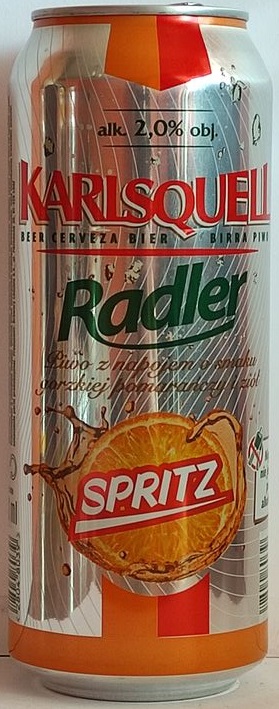 alk. 2,0% obj.
KARLSQUELL
BEER CERVEZA BIER BIRRA PIWO
Radler
Piwo z napojem o smaku
gorzkiej pomarańczy i ziół
SPRITZ